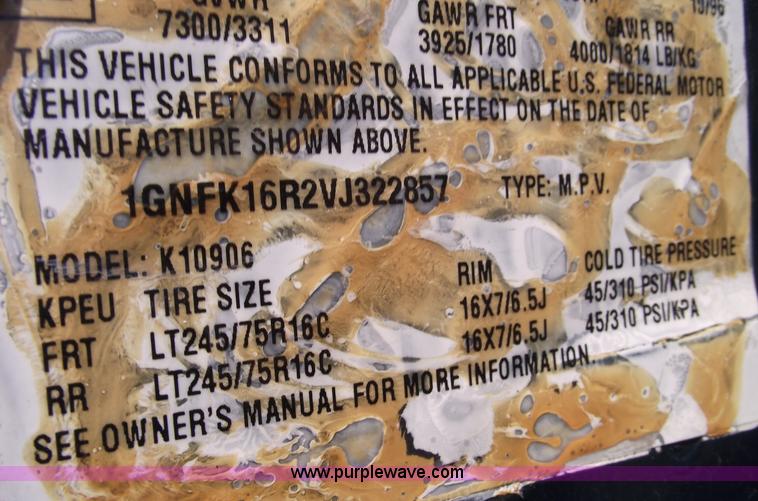 GVWR
7300/3311
GAWR FRT
3925/1780
GAWR RR
4000/1814 LB/KG
THIS VEHICLE CONFORMS TO ALL APPLICABLE U.S. FEDERAL MOTOR
VEHICLE SAFETY STANDARDS IN EFFECT ON THE DATE OF
MANUFACTURE SHOWN ABOVE.
1GNFK16R2VJ322857 TYPE: M.P.V.
MODEL: K10906
KPEU TIRE SIZE RIM COLD TIRE PRESSURE
FRT LT245/75R16C 16X7/6.5J 45/310 PSI/KPA
RR LT245/75R16C 16X7/6.5J 45/310 PSI/KPA
SEE OWNER'S MANUAL FOR MORE INFORMATION.
www.purplewave.com